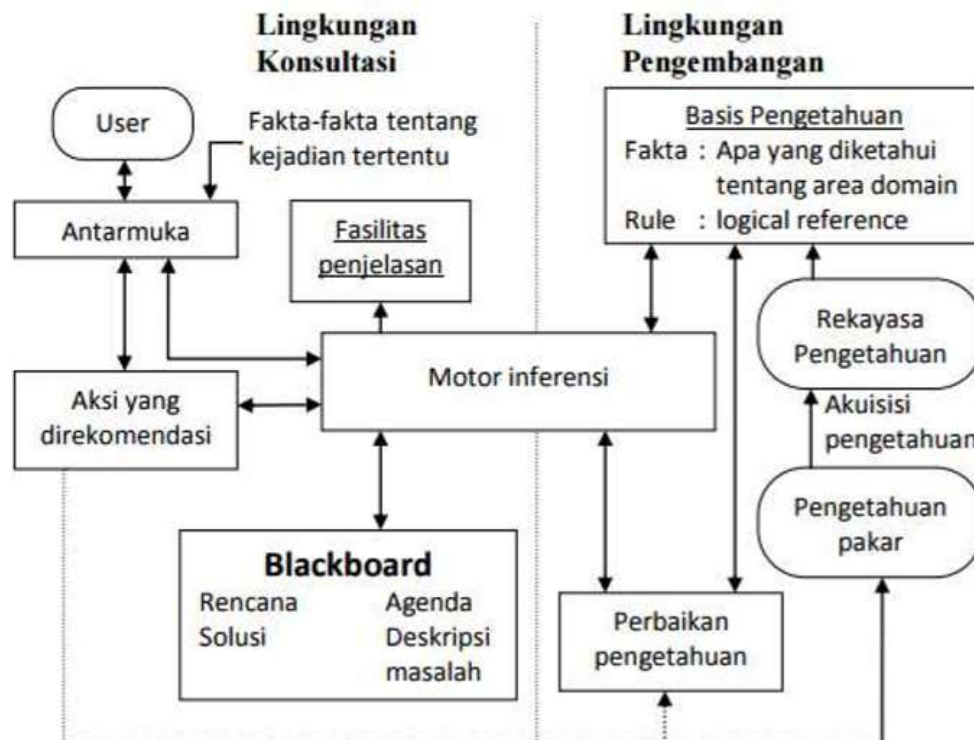 Lingkungan
Konsultasi
Lingkungan
Pengembangan
User
Fakta-fakta tentang
kejadian tertentu
Antarmuka
Fasilitas
penjelasan
Basis Pengetahuan
Fakta : Apa yang diketahui
tentang area domain
Rule : logical reference
Rekayasa
Pengetahuan
Motor inferensi
Aksi yang
direkomendasi
Akuisisi
pengetahuan
Pengetahuan
pakar
Blackboard
Rencana Agenda
Solusi Deskripsi
masalah
Perbaikan
pengetahuan